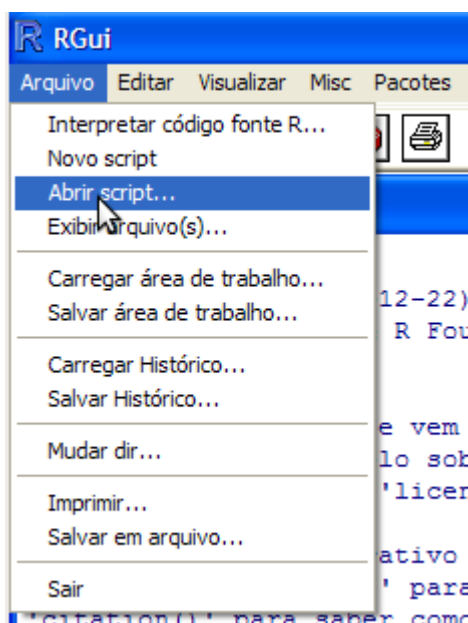 RGui
Arquivo Editar Visualizar Misc Pacotes
Interpretar código fonte R...
Novo script
Abrir script...
Exibir arquivo(s)...
Carregar área de trabalho...
12-22)
Salvar área de trabalho...
R Fou
Carregar Histórico...
Salvar Histórico...
e vem
Mudar dir...
lo sob
'licen
Imprimir...
Salvar em arquivo...
ativo
Sair
' para
'citation()' para saber como